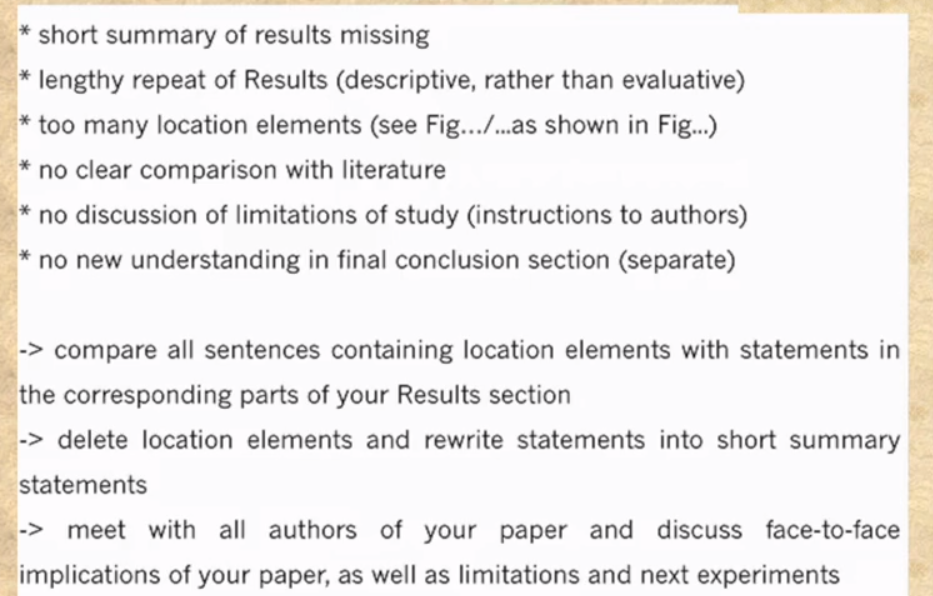 * short summary of results missing
* lengthy repeat of Results (descriptive, rather than evaluative)
* too many location elements (see Fig.../...as shown in Fig...)
* no clear comparison with literature
* no discussion of limitations of study (instructions to authors)
* no new understanding in final conclusion section (separate)
-> compare all sentences containing location elements with statements in
the corresponding parts of your Results section
-> delete location elements and rewrite statements into short summary
statements
-> meet with all authors of your paper and discuss face-to-face
implications of your paper, as well as limitations and next experiments